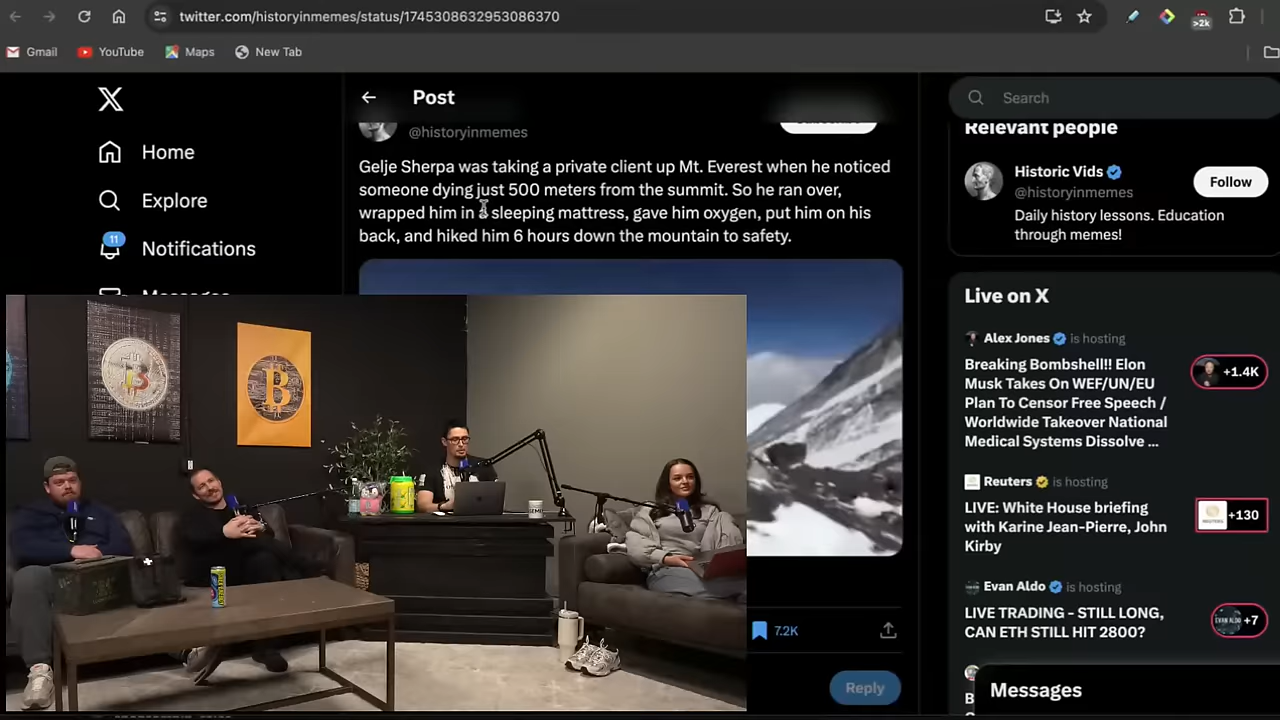 twitter.com/historyinmemes/status/1745308632953086370
>2k
Gmail
YouTube
Maps
New Tab
Home
Explore
11
Notifications
Post
@historyinmemes
Gelje Sherpa was taking a private client up Mt. Everest when he noticed
someone dying just 500 meters from the summit. So he ran over,
wrapped him in a sleeping mattress, gave him oxygen, put him on his
back, and hiked him 6 hours down the mountain to safety.
7.2K
Reply
Search
Relevant people
Historic Vids
@historyinmemes
Follow
Daily history lessons. Education
through memes!
Live on X
Alex Jones is hosting
Breaking Bombshell!! Elon
Musk Takes On WEF/UN/EU
Plan To Censor Free Speech /
Worldwide Takeover National
Medical Systems Dissolve ...
+1.4K
Reuters is hosting
LIVE: White House briefing
with Karine Jean-Pierre, John
Kirby
+130
Evan Aldo is hosting
LIVE TRADING - STILL LONG,
CAN ETH STILL HIT 2800?
+7
Messages